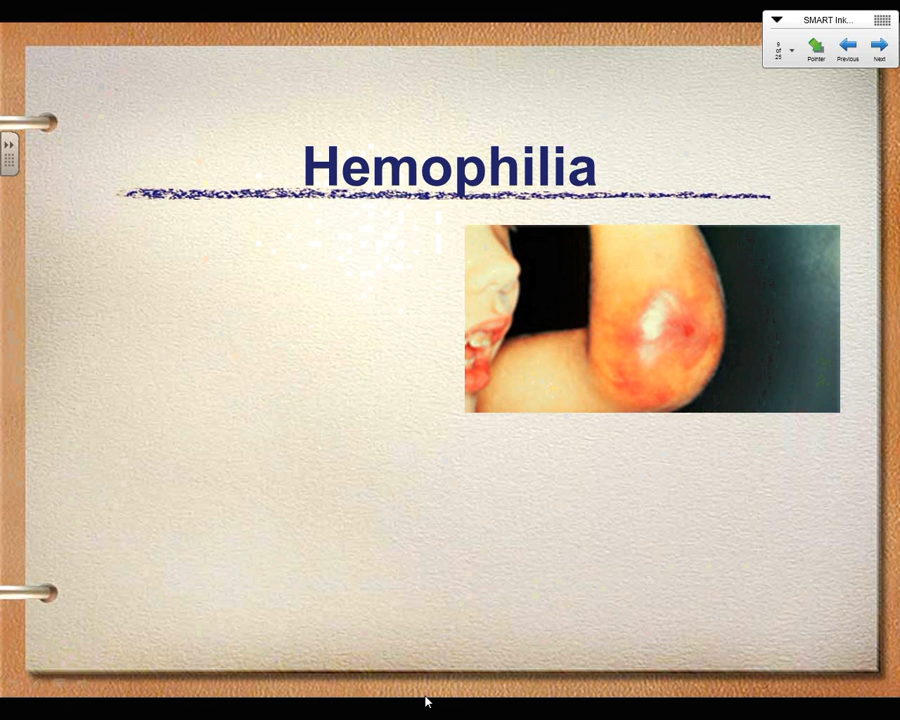 SMART Ink...
9
of
25
Pointer
Previous
Next
Hemophilia